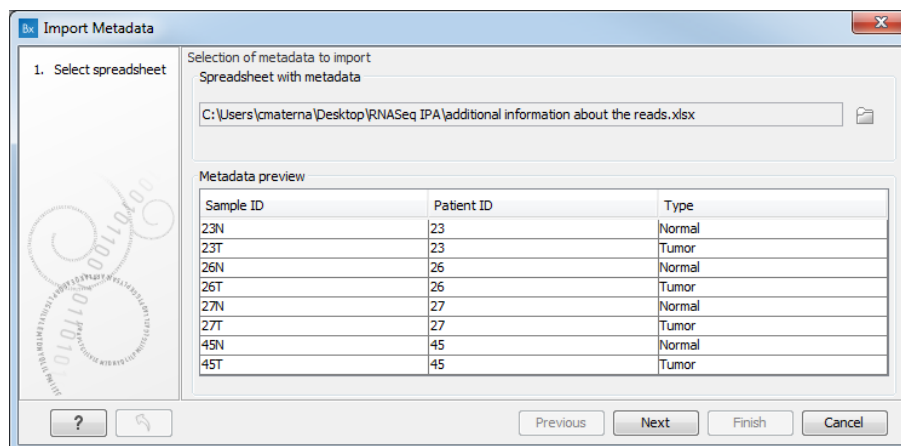 Bx Import Metadata
X
1. Select spreadsheet
Selection of metadata to import
Spreadsheet with metadata
C:\Users\cmaterna\Desktop\RNASeq IPA\additional information about the reads.xlsx
Metadata preview
Sample ID Patient ID Type
23N 23 Normal
23T 23 Tumor
26N 26 Normal
26T 26 Tumor
27N 27 Normal
27T 27 Tumor
45N 45 Normal
45T 45 Tumor
? Previous Next Finish Cancel